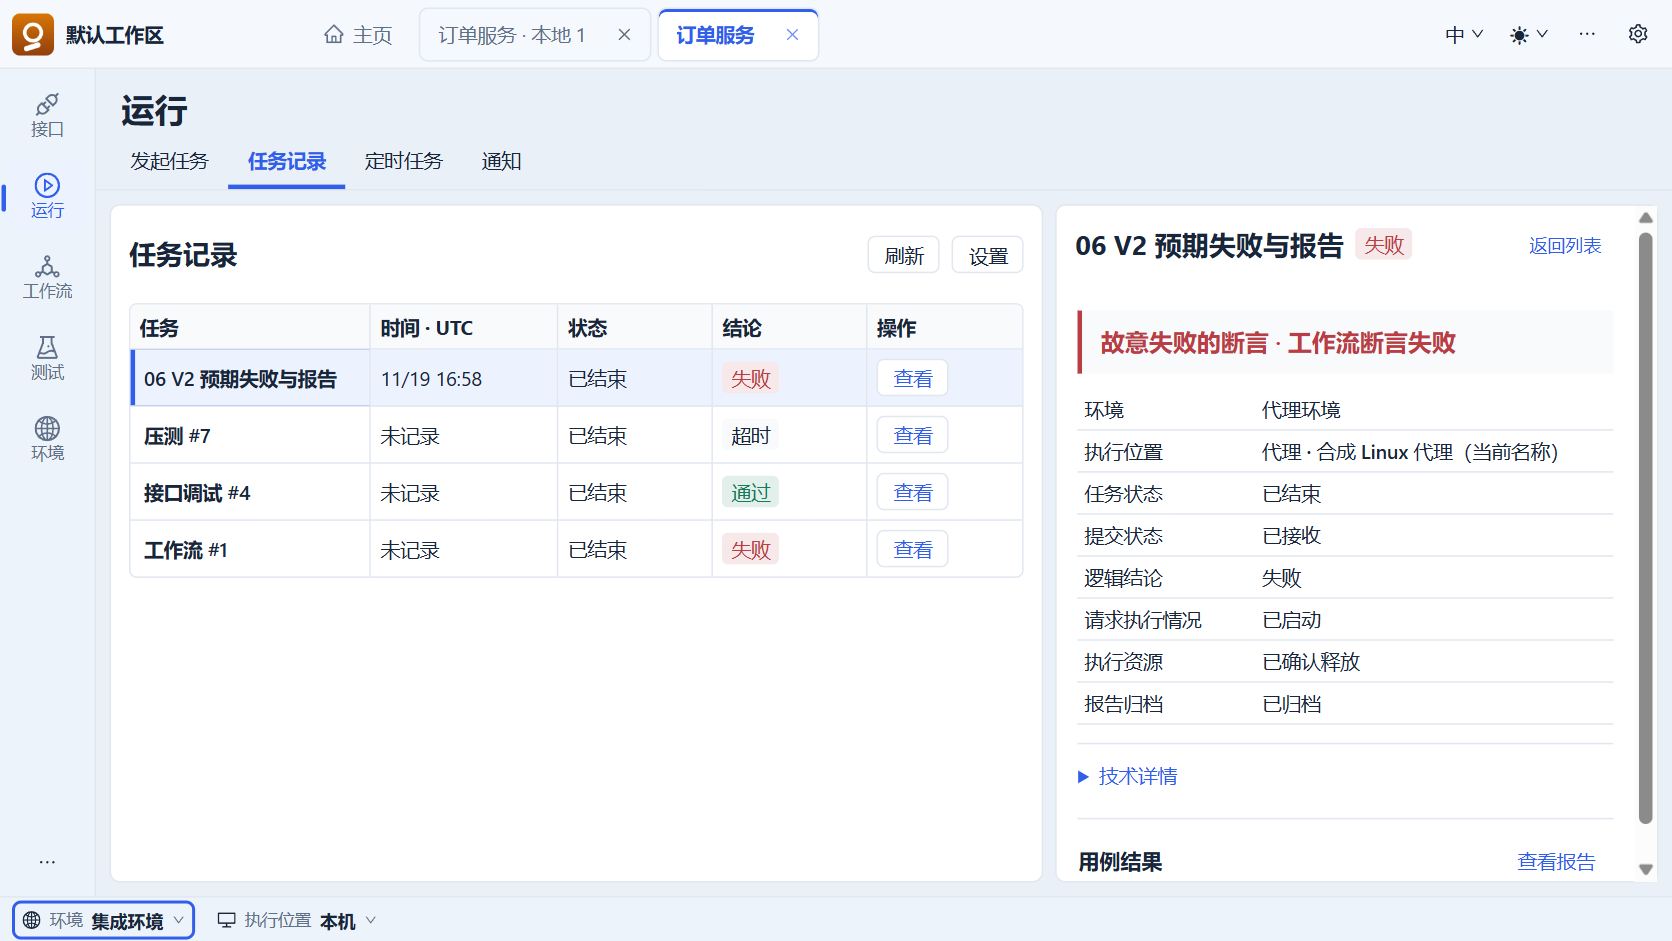 默认工作区
主页
订单服务 · 本地 1
订单服务
中
接口
运行
工作流
测试
环境
运行
发起任务
任务记录
定时任务
通知
任务记录
刷新
设置
任务 时间 · UTC 状态 结论 操作
06 V2 预期失败与报告 11/19 16:58 已结束 失败 查看
压测 #7 未记录 已结束 超时 查看
接口调试 #4 未记录 已结束 通过 查看
工作流 #1 未记录 已结束 失败 查看
06 V2 预期失败与报告 失败 返回列表
故意失败的断言 · 工作流断言失败
环境 代理环境
执行位置 代理 · 合成 Linux 代理（当前名称）
任务状态 已结束
提交状态 已接收
逻辑结论 失败
请求执行情况 已启动
执行资源 已确认释放
报告归档 已归档
技术详情
用例结果 查看报告
环境 集成环境
执行位置 本机